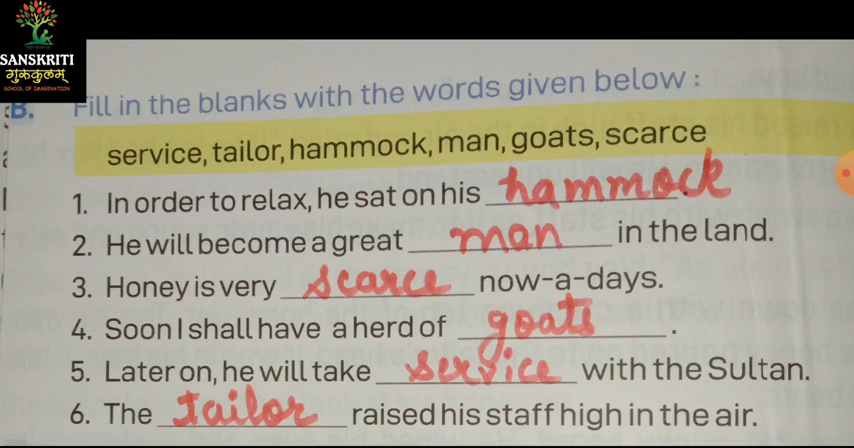 SANSKRITI
गुरुकुलम्
SCHOOL OF IMAGINATION
B. Fill in the blanks with the words given below :
service, tailor, hammock, man, goats, scarce
1. In order to relax, he sat on his hammock.
2. He will become a great man in the land.
3. Honey is very scarce now-a-days.
4. Soon I shall have a herd of goats.
5. Later on, he will take service with the Sultan.
6. The tailor raised his staff high in the air.